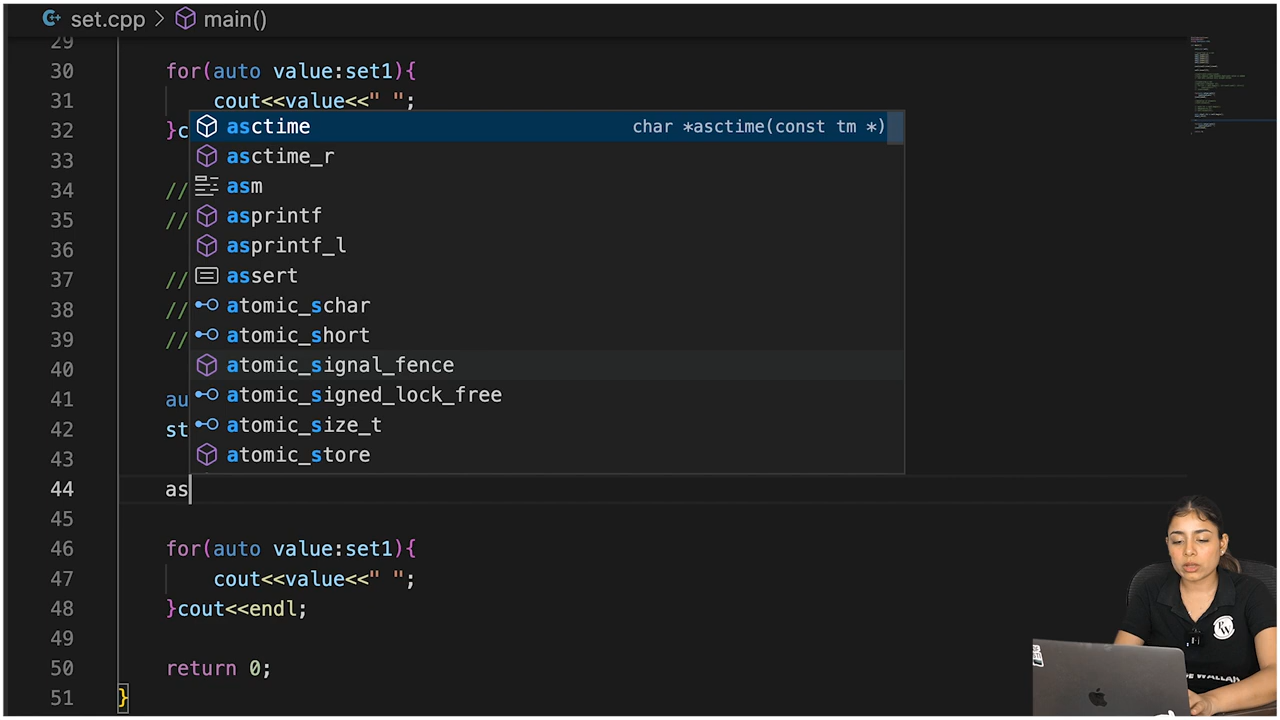 set.cpp > main()
29
30 for(auto value:set1){
31 cout<<value<<" ";
asctime char *asctime(const tm *)
32 }c
asctime_r
33
34 //
asm
35 //
asprintf
36
asprintf_l
37 //
assert
38 //
atomic_schar
39 //
atomic_short
40
atomic_signal_fence
41 au
atomic_signed_lock_free
42 st
atomic_size_t
43
atomic_store
44 as
45
46 for(auto value:set1){
47 cout<<value<<" ";
48 }cout<<endl;
49
50 return 0;
51 }
PW